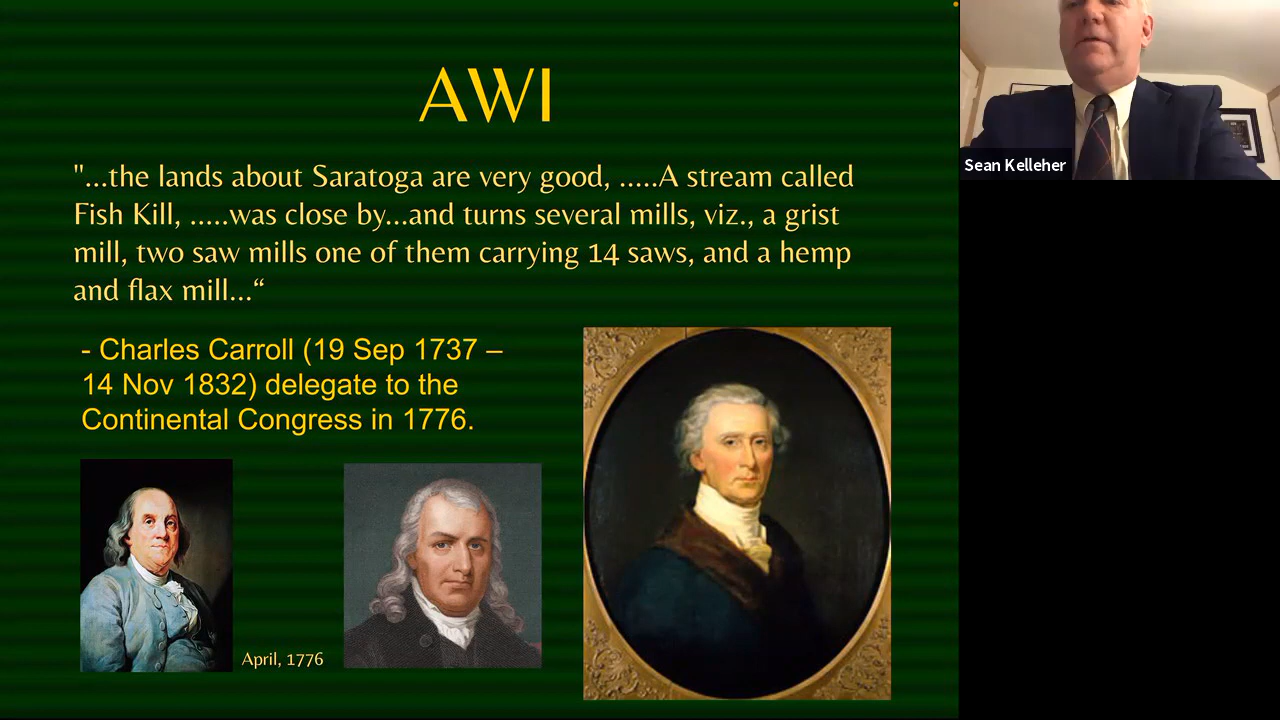 AWI
"...the lands about Saratoga are very good, .....A stream called
Fish Kill, .....was close by...and turns several mills, viz., a grist
mill, two saw mills one of them carrying 14 saws, and a hemp
and flax mill...“
- Charles Carroll (19 Sep 1737 –
14 Nov 1832) delegate to the
Continental Congress in 1776.
April, 1776
Sean Kelleher